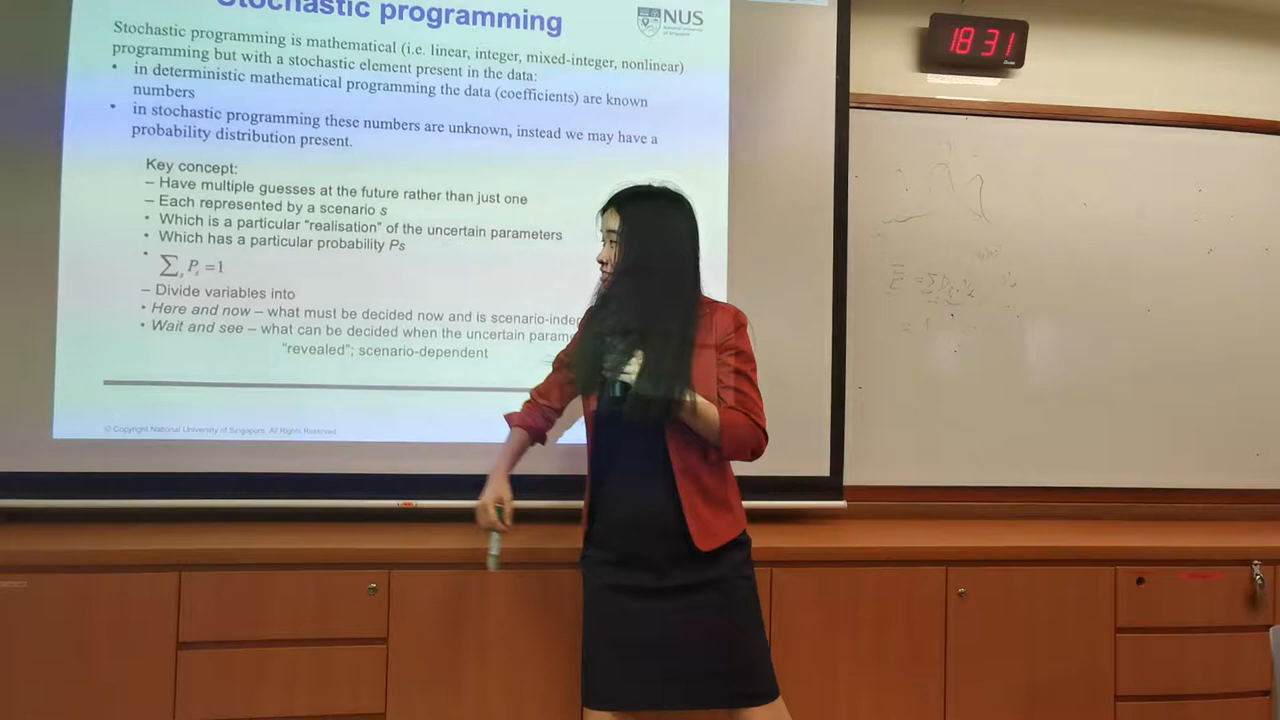 Stochastic programming
NUS
National University
of Singapore
18 31
Stochastic programming is mathematical (i.e. linear, integer, mixed-integer, nonlinear)
programming but with a stochastic element present in the data:
• in deterministic mathematical programming the data (coefficients) are known
numbers
• in stochastic programming these numbers are unknown, instead we may have a
probability distribution present.
Key concept:
– Have multiple guesses at the future rather than just one
– Each represented by a scenario s
• Which is a particular "realisation" of the uncertain parameters
• Which has a particular probability Ps
• ∑s Ps = 1
– Divide variables into
• Here and now – what must be decided now and is scenario-inde
• Wait and see – what can be decided when the uncertain parame
"revealed"; scenario-dependent
© Copyright National University of Singapore. All Rights Reserved.